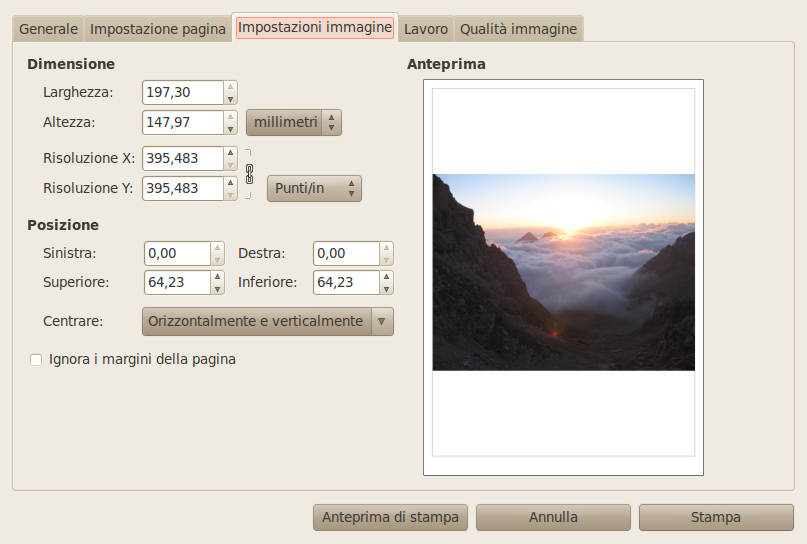 Generale Impostazione pagina Impostazioni immagine Lavoro Qualità immagine
Dimensione
Larghezza: 197,30
Altezza: 147,97 millimetri
Risoluzione X: 395,483
Risoluzione Y: 395,483 Punti/in
Posizione
Sinistra: 0,00 Destra: 0,00
Superiore: 64,23 Inferiore: 64,23
Centrare: Orizzontalmente e verticalmente
Ignora i margini della pagina
Anteprima
Anteprima di stampa Annulla Stampa